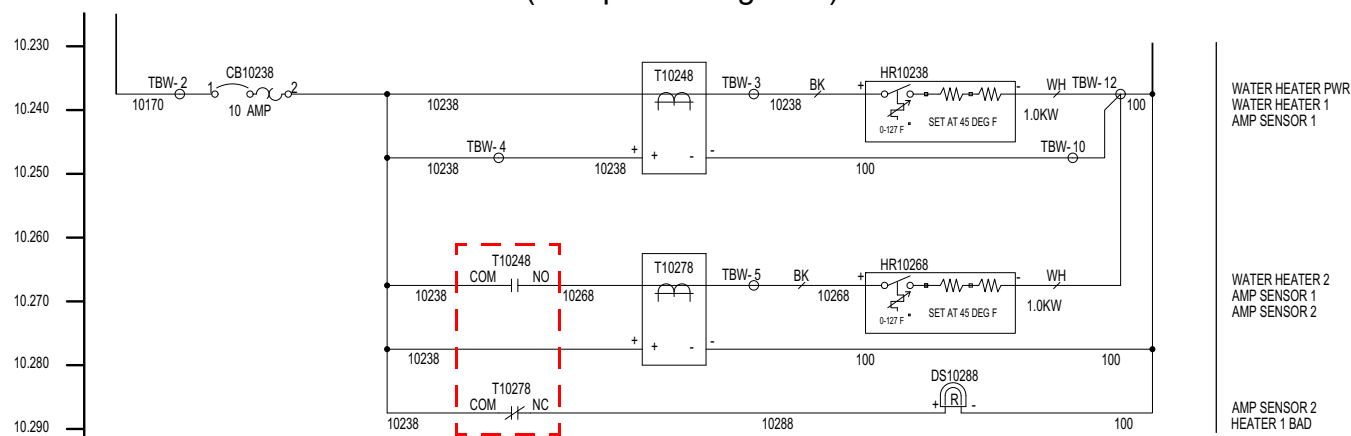 10.230
CB10238
TBW- 2
1
2
10170
10 AMP
T10248
TBW- 3
BK
HR10238
+
-
WH
TBW- 12
10238
10238
0-127 F
SET AT 45 DEG F
1.0KW
100
WATER HEATER PWR
WATER HEATER 1
AMP SENSOR 1
10.240
TBW- 4
+
+
-
-
TBW- 10
10238
10238
100
10.250
10.260
T10248
COM
NO
10238
10268
T10278
TBW- 5
BK
10268
HR10268
+
-
WH
0-127 F
SET AT 45 DEG F
1.0KW
WATER HEATER 2
AMP SENSOR 1
AMP SENSOR 2
10.270
+
+
-
-
10238
100
100
10.280
T10278
COM
NC
DS10288
+
R
-
10238
10288
100
AMP SENSOR 2
HEATER 1 BAD
10.290